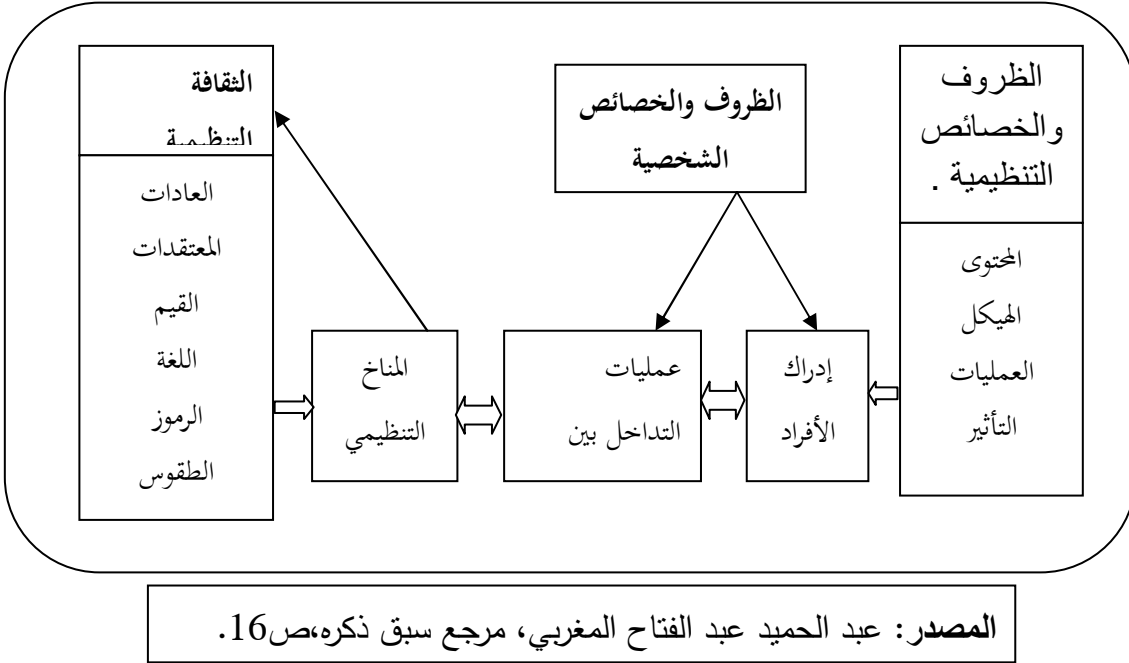 الظروف
والخصائص
التنظيمية .
المحتوى
الهيكل
العمليات
التأثير
الظروف والخصائص
الشخصية
إدراك
الأفراد
عمليات
التداخل بين
المناخ
التنظيمي
الثقافة
التنظيمية
العادات
المعتقدات
القيم
اللغة
الرموز
الطقوس
المصدر: عبد الحميد عبد الفتاح المغربي، مرجع سبق ذكره،ص16.